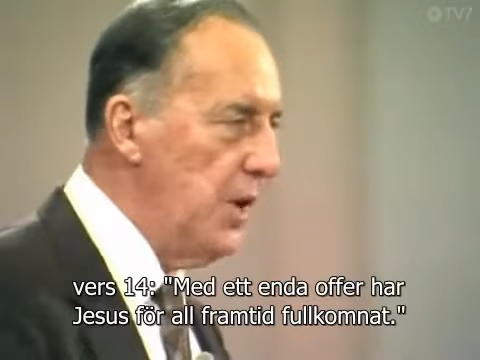 TV7
vers 14: "Med ett enda offer har
Jesus för all framtid fullkomnat."